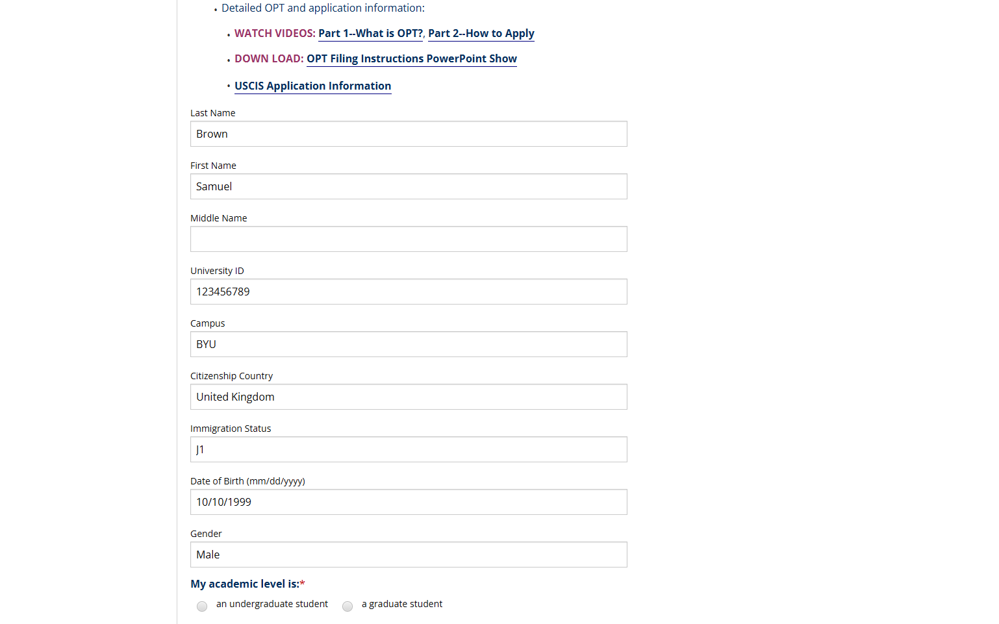 • Detailed OPT and application information:
• WATCH VIDEOS: Part 1--What is OPT?, Part 2--How to Apply
• DOWN LOAD: OPT Filing Instructions PowerPoint Show
• USCIS Application Information
Last Name
Brown
First Name
Samuel
Middle Name
University ID
123456789
Campus
BYU
Citizenship Country
United Kingdom
Immigration Status
J1
Date of Birth (mm/dd/yyyy)
10/10/1999
Gender
Male
My academic level is:*
an undergraduate student a graduate student